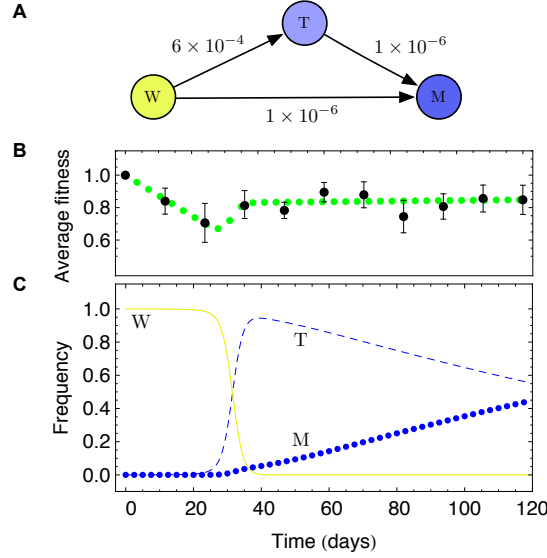 A
T
6 × 10⁻⁴
1 × 10⁻⁶
W
M
1 × 10⁻⁶
B
Average fitness
1.0
0.8
0.6
C
Frequency
1.0
0.8
0.6
0.4
0.2
0.0
W
T
M
0 20 40 60 80 100 120
Time (days)